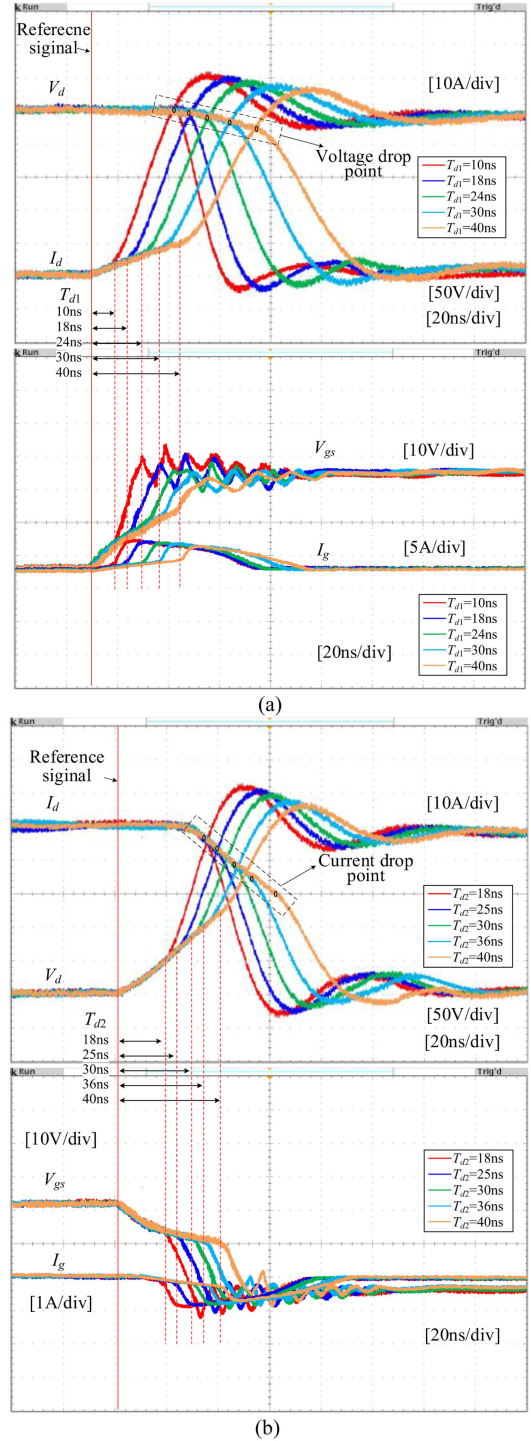 Run
Trig'd
Referecne
siginal
V_d
[10A/div]
Voltage drop
point
T_d1=10ns
T_d1=18ns
T_d1=24ns
T_d1=30ns
T_d1=40ns
I_d
T_d1
[50V/div]
[20ns/div]
10ns
18ns
24ns
30ns
40ns
Run
Trig'd
V_gs
[10V/div]
I_g
[5A/div]
T_d1=10ns
T_d1=18ns
T_d1=24ns
T_d1=30ns
T_d1=40ns
[20ns/div]
(a)
Run
Trig'd
Reference
siginal
I_d
[10A/div]
Current drop
point
T_d2=18ns
T_d2=25ns
T_d2=30ns
T_d2=36ns
T_d2=40ns
V_d
[50V/div]
T_d2
[20ns/div]
18ns
25ns
30ns
36ns
40ns
Run
Trig'd
[10V/div]
V_gs
T_d2=18ns
T_d2=25ns
T_d2=30ns
T_d2=36ns
T_d2=40ns
I_g
[1A/div]
[20ns/div]
(b)